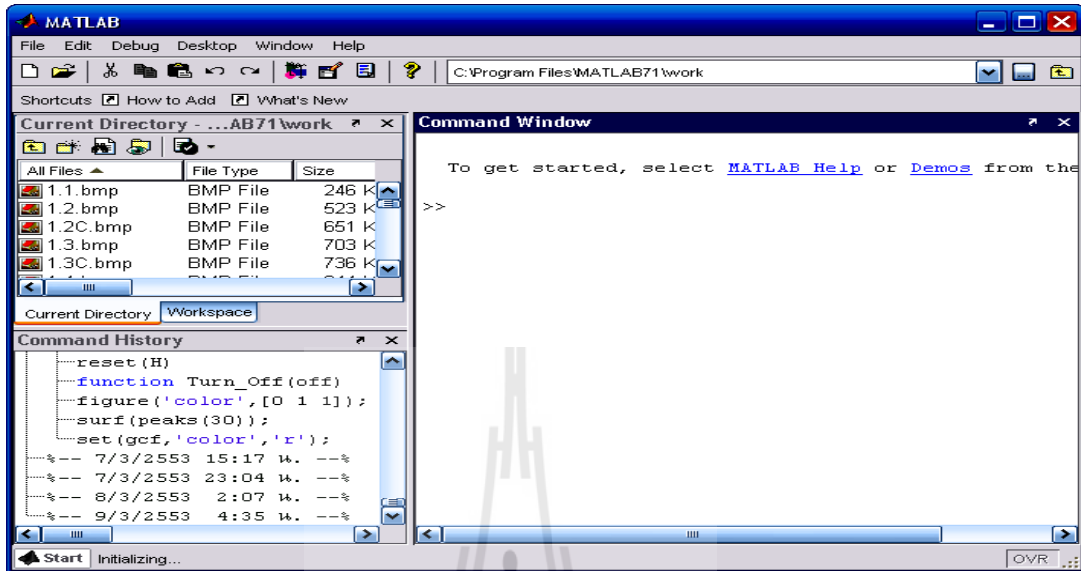 MATLAB
File Edit Debug Desktop Window Help
C:\Program Files\MATLAB71\work
Shortcuts How to Add What's New
Current Directory - ...AB71\work
All Files File Type Size
1.1.bmp BMP File 246 K
1.2.bmp BMP File 523 K
1.2C.bmp BMP File 651 K
1.3.bmp BMP File 703 K
1.3C.bmp BMP File 736 K
Current Directory Workspace
Command History
reset(H)
function Turn_Off(off)
figure('color',[0 1 1]);
surf(peaks(30));
set(gcf,'color','r');
%-- 7/3/2553 15:17 น. --%
%-- 7/3/2553 23:04 น. --%
%-- 8/3/2553 2:07 น. --%
%-- 9/3/2553 4:35 น. --%
Command Window
To get started, select MATLAB Help or Demos from the
>>
Start Initializing...
OVR